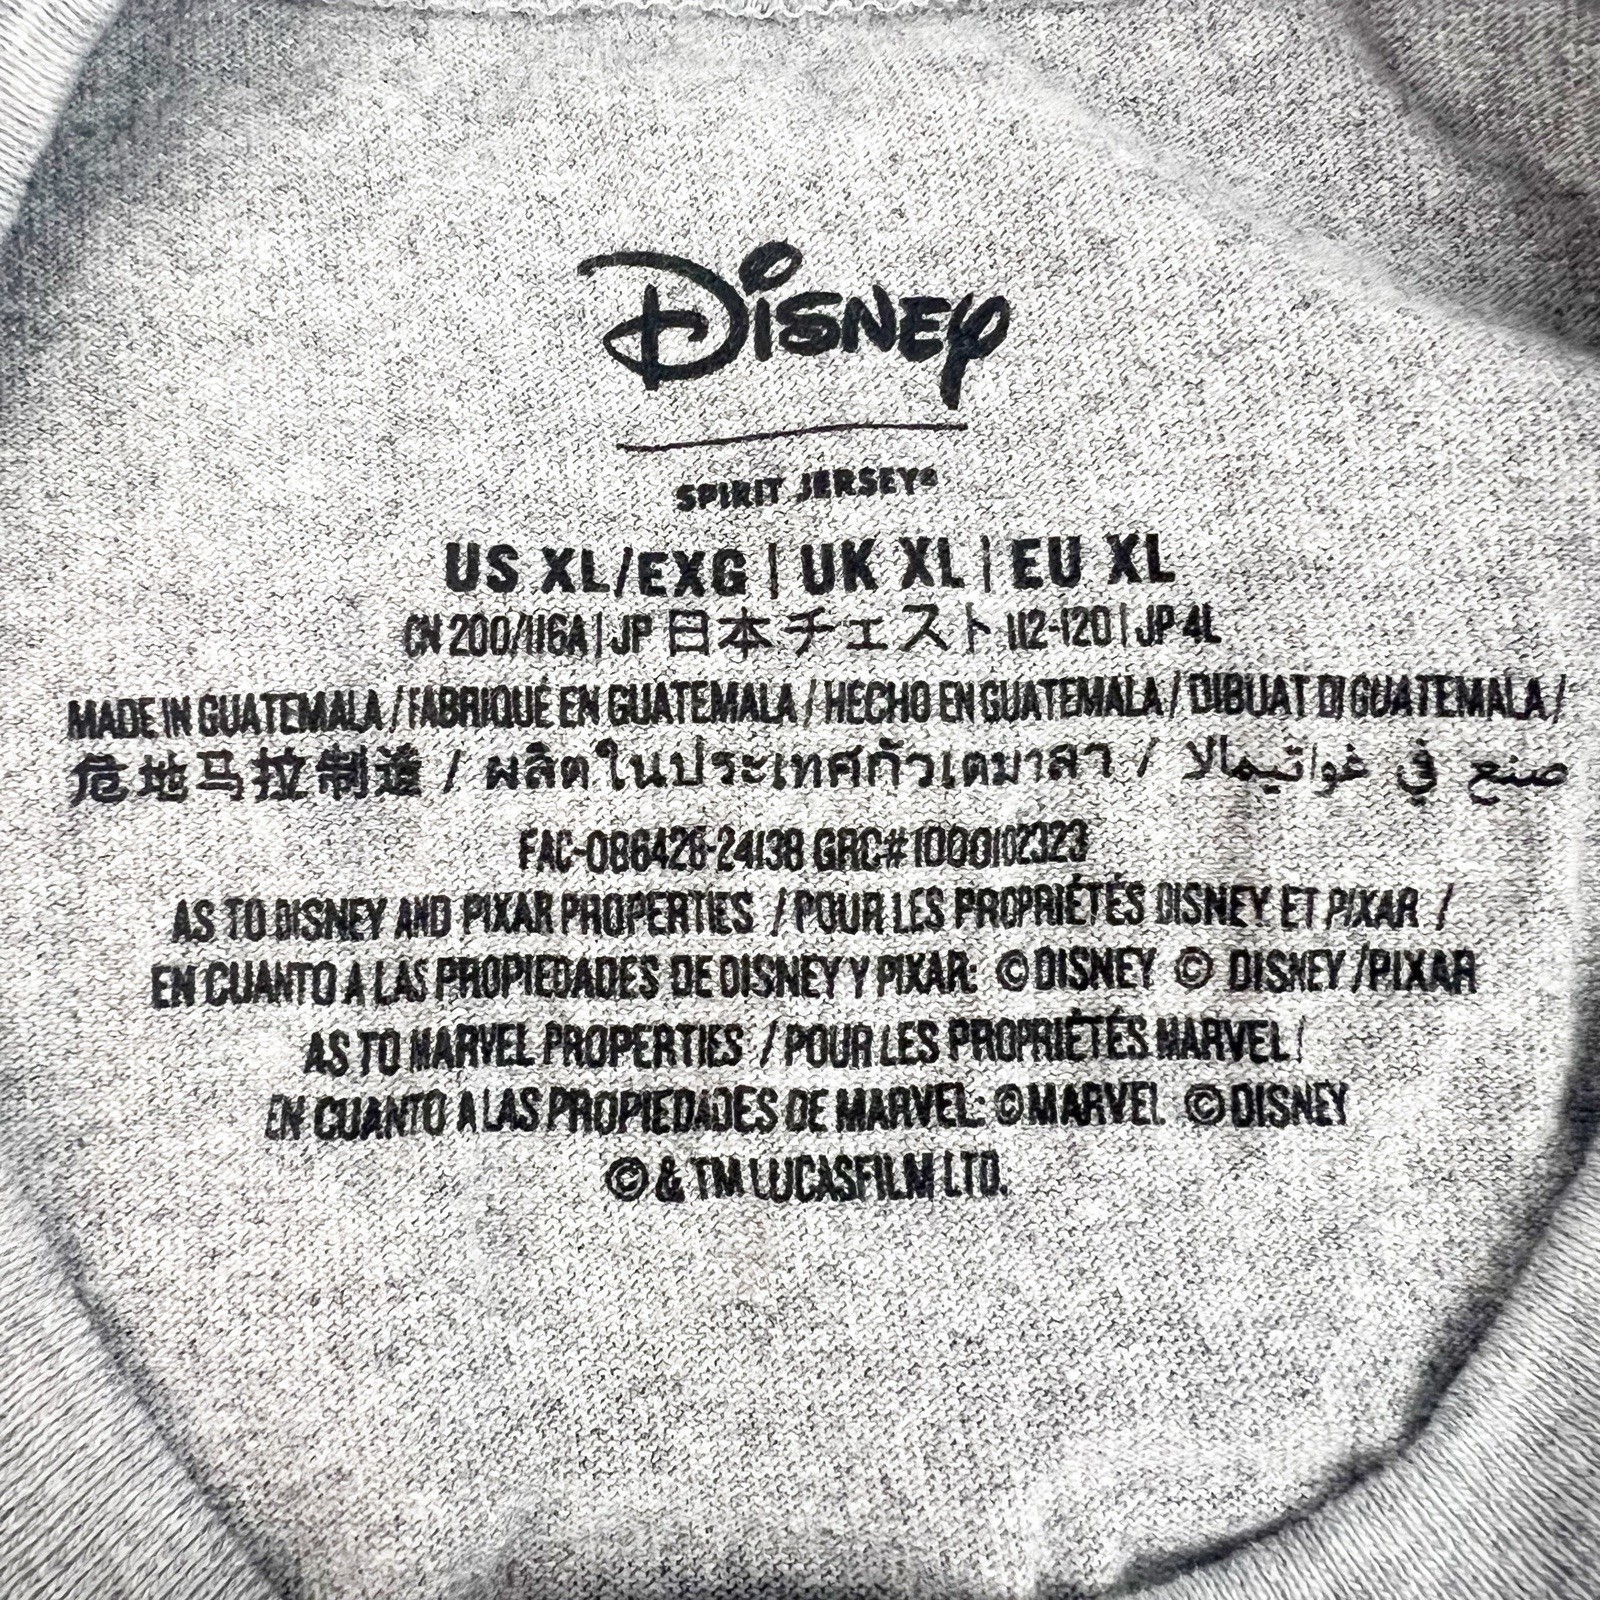 Disney
SPIRIT JERSEY®
US XL/EXG | UK XL | EU XL
CN 200/116A | JP 日本チェスト 112-120 | JP 4L
MADE IN GUATEMALA / FABRIQUÉ EN GUATEMALA / HECHO EN GUATEMALA / DIBUAT DI GUATEMALA /
危地马拉制造 / ผลิตในประเทศกัวเตมาลา / صنع في غواتيمالا
FAC-086426-24138 GRC#1000102323
AS TO DISNEY AND PIXAR PROPERTIES / POUR LES PROPRIÉTÉS DISNEY ET PIXAR /
EN CUANTO A LAS PROPIEDADES DE DISNEY Y PIXAR: ©DISNEY © DISNEY/PIXAR
AS TO MARVEL PROPERTIES / POUR LES PROPRIÉTÉS MARVEL /
EN CUANTO A LAS PROPIEDADES DE MARVEL: ©MARVEL ©DISNEY
© & TM LUCASFILM LTD.